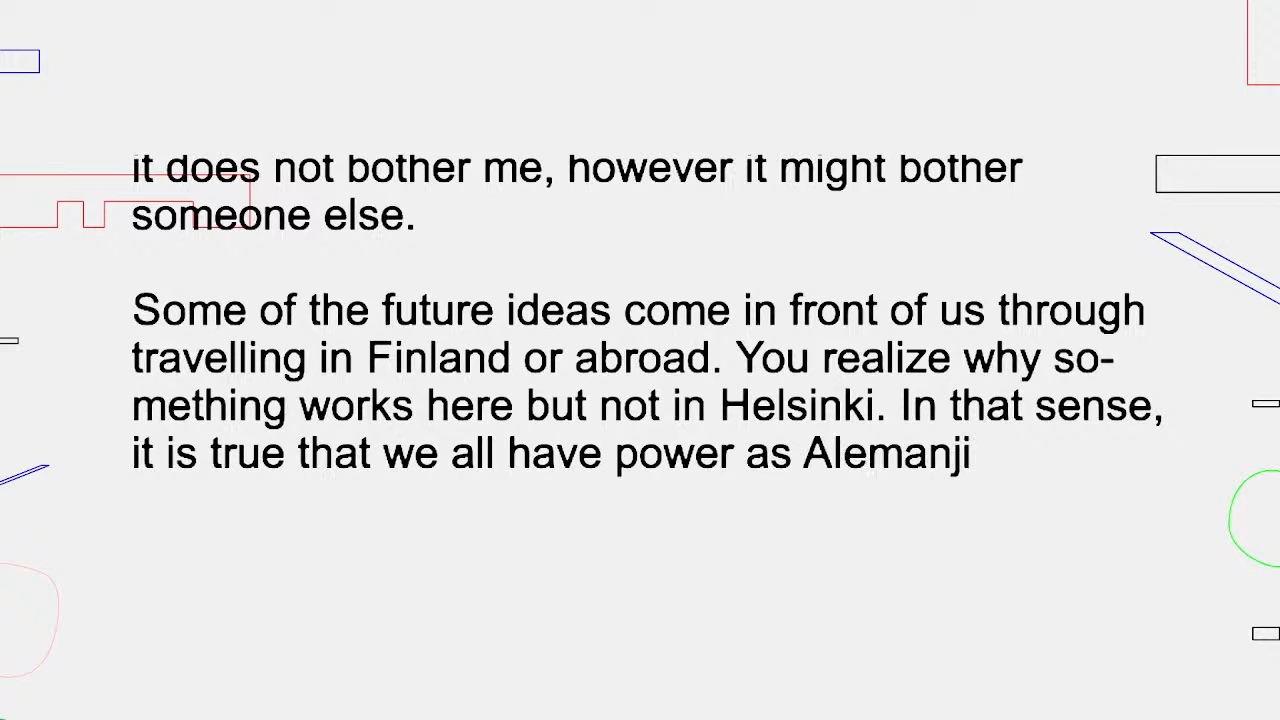 it does not bother me, however it might bother
someone else.
Some of the future ideas come in front of us through
travelling in Finland or abroad. You realize why so-
mething works here but not in Helsinki. In that sense,
it is true that we all have power as Alemanji